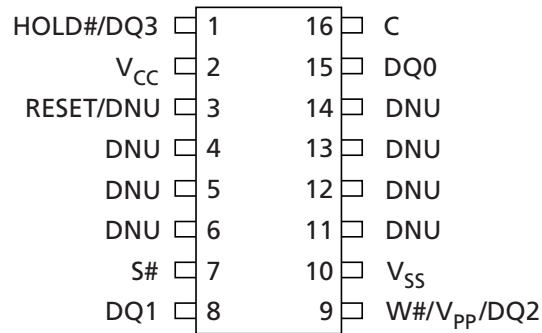 HOLD#/DQ3 1 16 C
VCC 2 15 DQ0
RESET/DNU 3 14 DNU
DNU 4 13 DNU
DNU 5 12 DNU
DNU 6 11 DNU
S# 7 10 VSS
DQ1 8 9 W#/VPP/DQ2